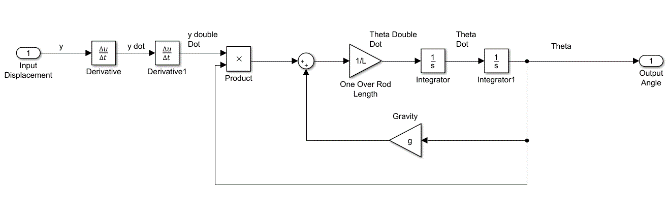 y
y dot
y double
Dot
Theta Double
Dot
Theta
Dot
Theta
1
Δu
Δt
Δu
Δt
×
+
+
1/L
1
s
1
s
1
Input
Displacement
Derivative
Derivative1
Product
One Over Rod
Length
Integrator
Integrator1
Output
Angle
Gravity
g